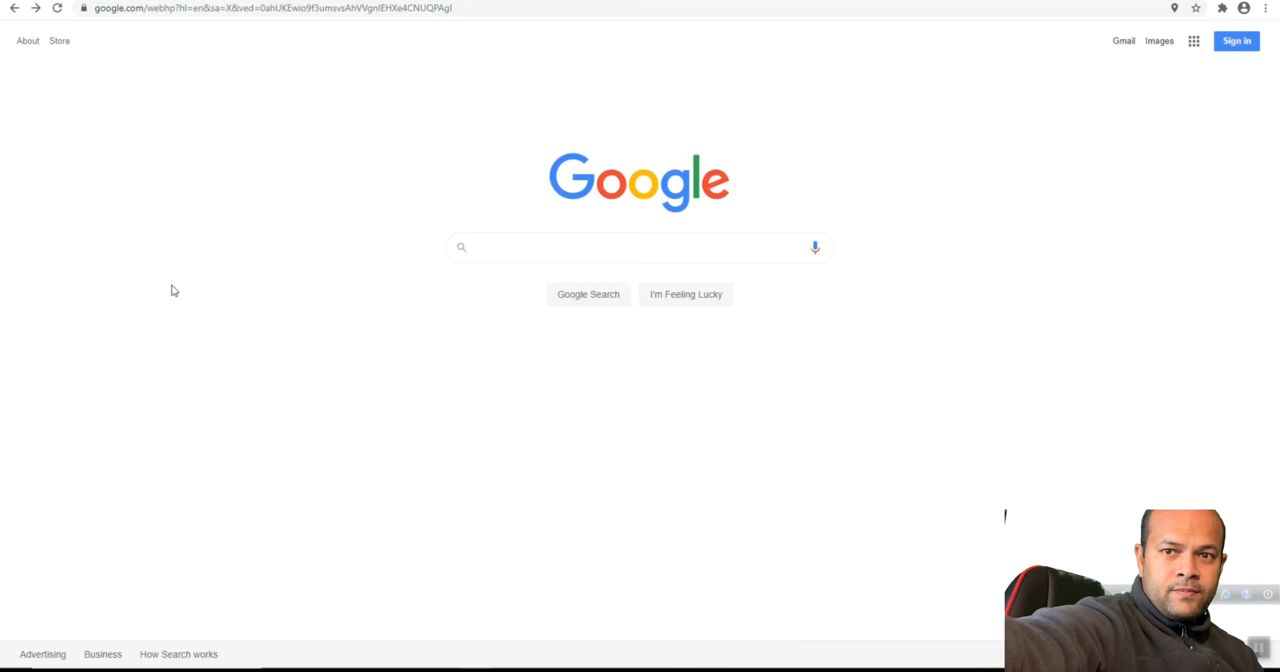 google.com/webhp?hl=en&sa=X&ved=0ahUKEwio9f3umsvsAhVVgnIEHXe4CNUQPAgI
About Store Gmail Images Sign in
Google
Google Search I'm Feeling Lucky
Advertising Business How Search works